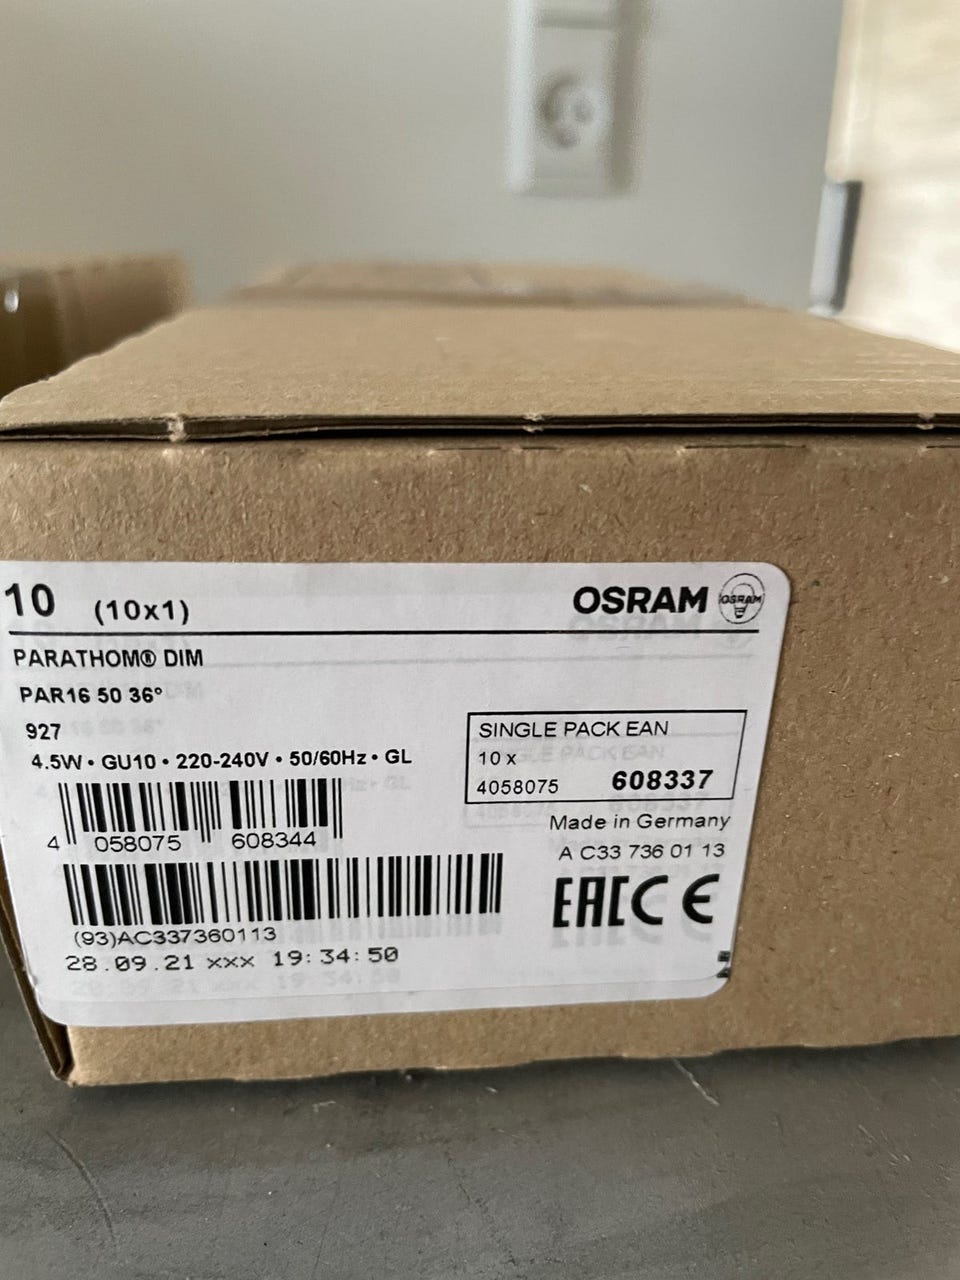 10 (10x1)
OSRAM OSRAM
PARATHOM® DIM
PAR16 50 36°
927
4.5W • GU10 • 220-240V • 50/60Hz • GL
SINGLE PACK EAN
10 x
4058075 608337
4 058075 608344
Made in Germany
A C33 736 01 13
EAC CE
(93)AC337360113
28.09.21 xxx 19:34:50